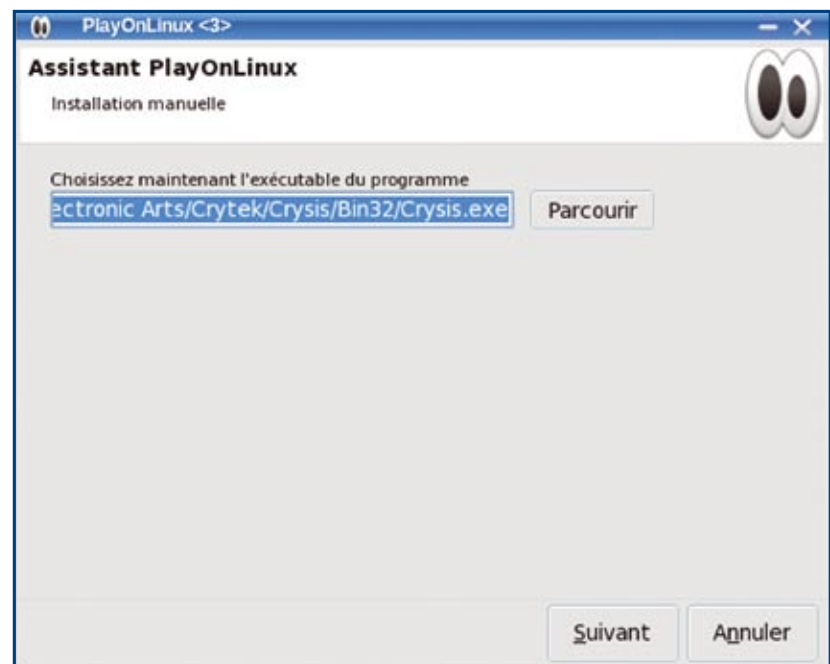 PlayOnLinux <3>
Assistant PlayOnLinux
Installation manuelle
Choisissez maintenant l'exécutable du programme
ectronic Arts/Crytek/Crysis/Bin32/Crysis.exe
Parcourir
Suivant
Annuler